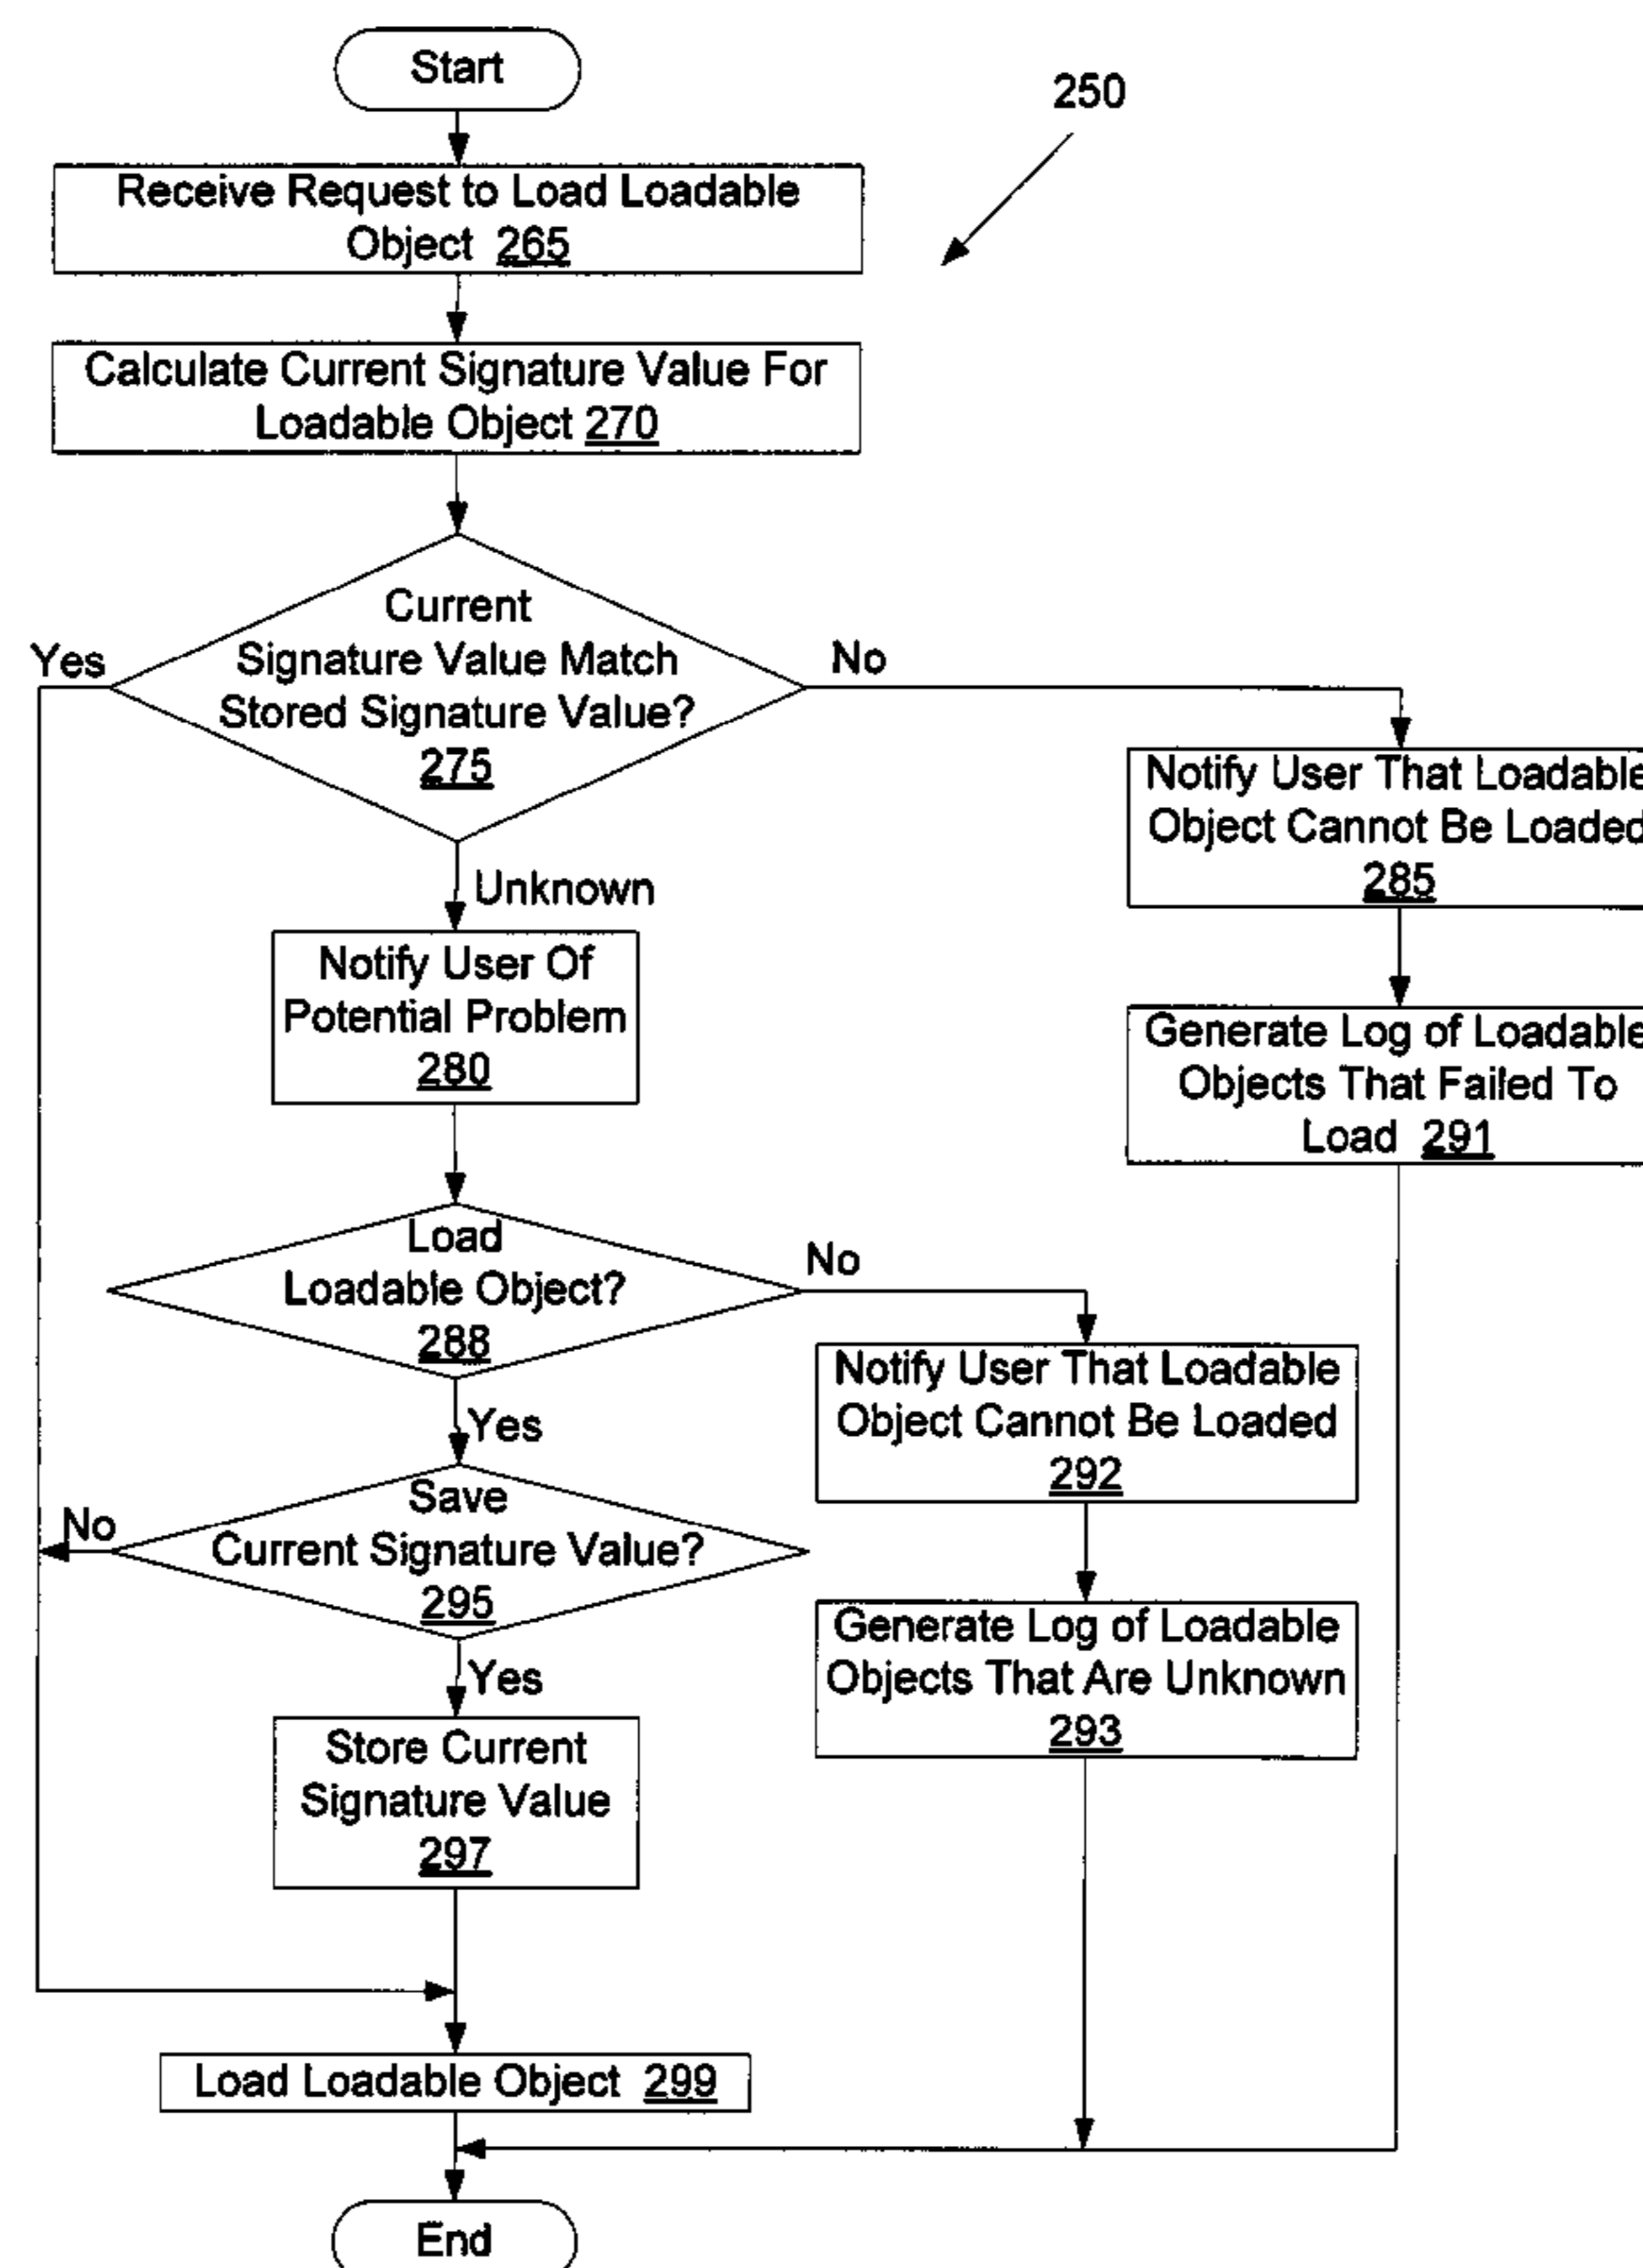 Start
250
Receive Request to Load Loadable
Object 265
Calculate Current Signature Value For
Loadable Object 270
Current
Signature Value Match
Stored Signature Value?
275
Yes
No
Unknown
Notify User That Loadable
Object Cannot Be Loaded
285
Notify User Of
Potential Problem
280
Generate Log of Loadable
Objects That Failed To
Load 291
Load
Loadable Object?
288
No
Yes
Notify User That Loadable
Object Cannot Be Loaded
292
Save
Current Signature Value?
295
No
Yes
Generate Log of Loadable
Objects That Are Unknown
293
Store Current
Signature Value
297
Load Loadable Object 299
End